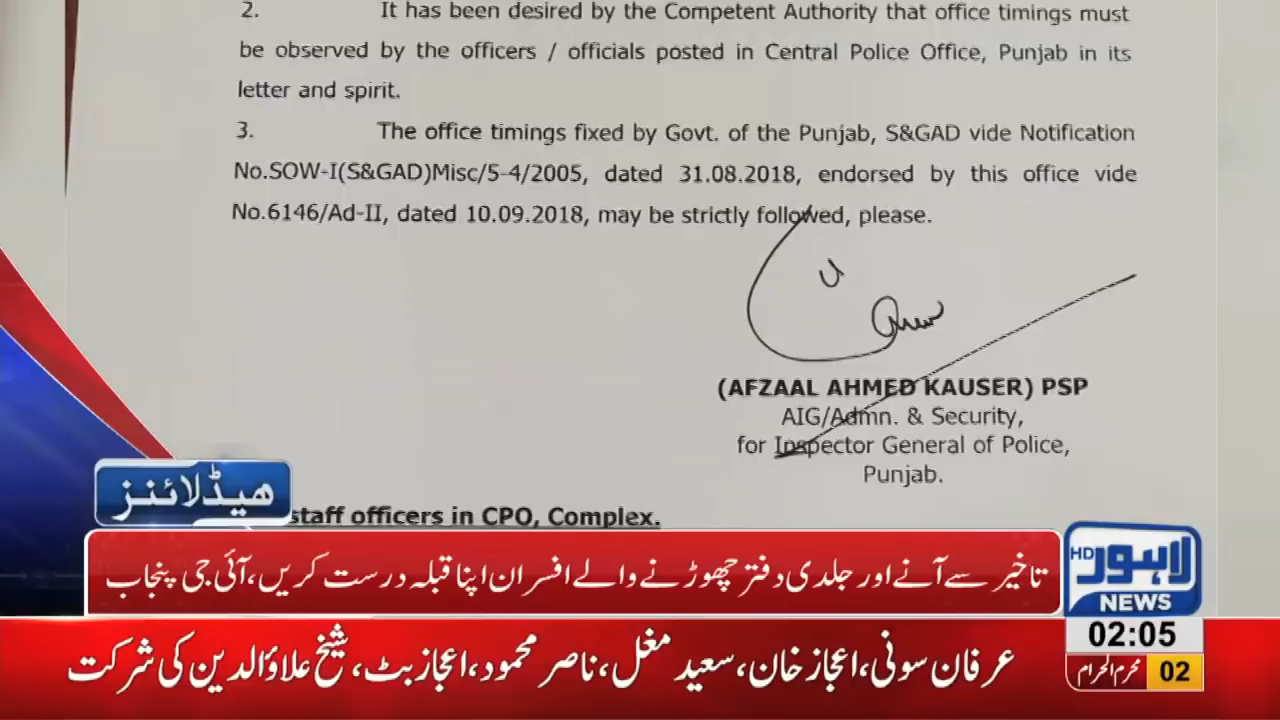 2. It has been desired by the Competent Authority that office timings must
be observed by the officers / officials posted in Central Police Office, Punjab in its
letter and spirit.
3. The office timings fixed by Govt. of the Punjab, S&GAD vide Notification
No.SOW-I(S&GAD)Misc/5-4/2005, dated 31.08.2018, endorsed by this office vide
No.6146/Ad-II, dated 10.09.2018, may be strictly followed, please.
(AFZAAL AHMED KAUSER) PSP
AIG/Admn. & Security,
for Inspector General of Police,
Punjab.
staff officers in CPO, Complex.
ھیڈلائنز
تاخیر سے آنے اور جلدی دفتر چھوڑنے والے افسران اپنا قبلہ درست کریں، آئی جی پنجاب
HD لاہور
NEWS
02:05
عرفان سونی، اعجاز خان، سعید مغل، ناصر محمود، اعجاز بٹ، شیخ علاؤالدین کی شرکت
محرم الحرام 02